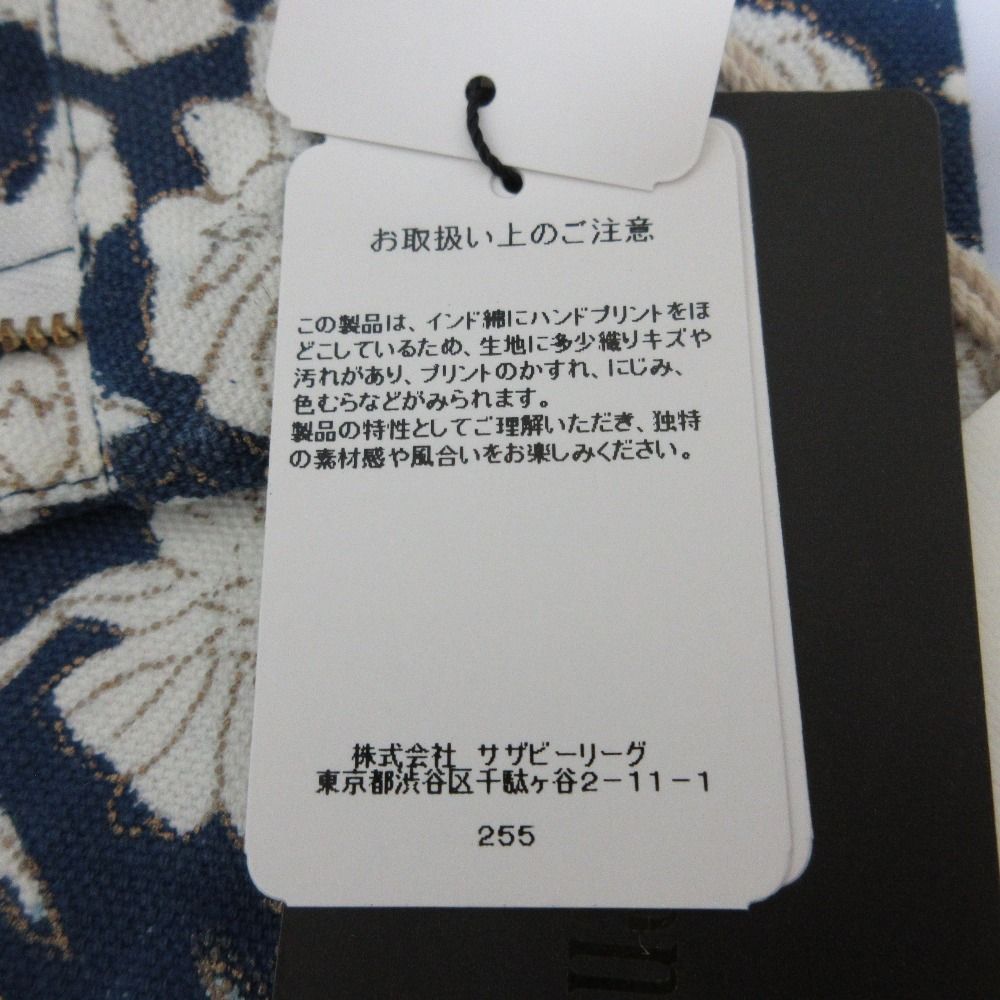 お取扱い上のご注意
この製品は、インド綿にハンドプリントをほ
どこしているため、生地に多少織りキズや
汚れがあり、プリントのかすれ、にじみ、
色むらなどがみられます。
製品の特性としてご理解いただき、独特
の素材感や風合いをお楽しみください。
株式会社 サザビーリーグ
東京都渋谷区千駄ヶ谷2-11-1
255